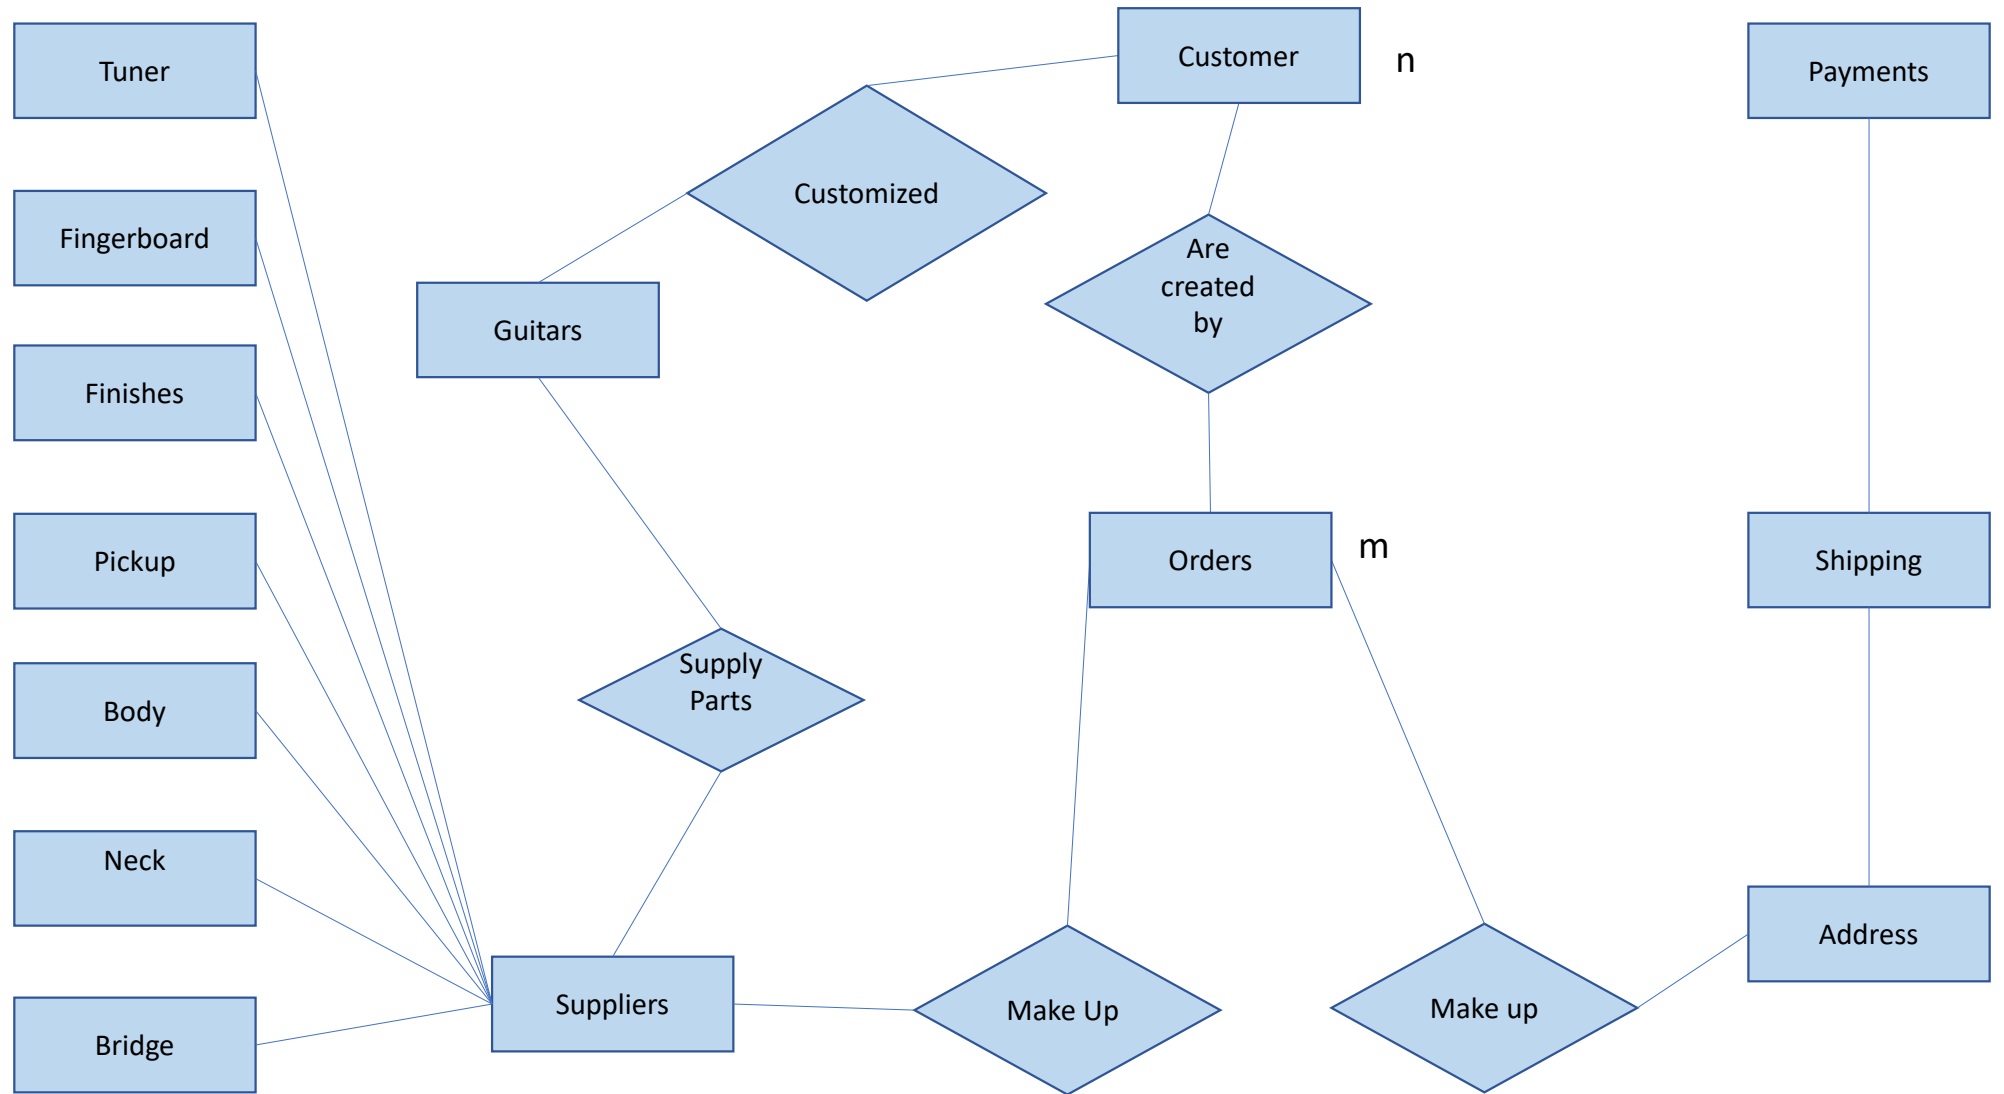 Tuner
Customer
n
Payments
Customized
Fingerboard
Are
created
by
Guitars
Finishes
Pickup
Orders
m
Shipping
Supply
Parts
Body
Neck
Address
Suppliers
Make Up
Make up
Bridge